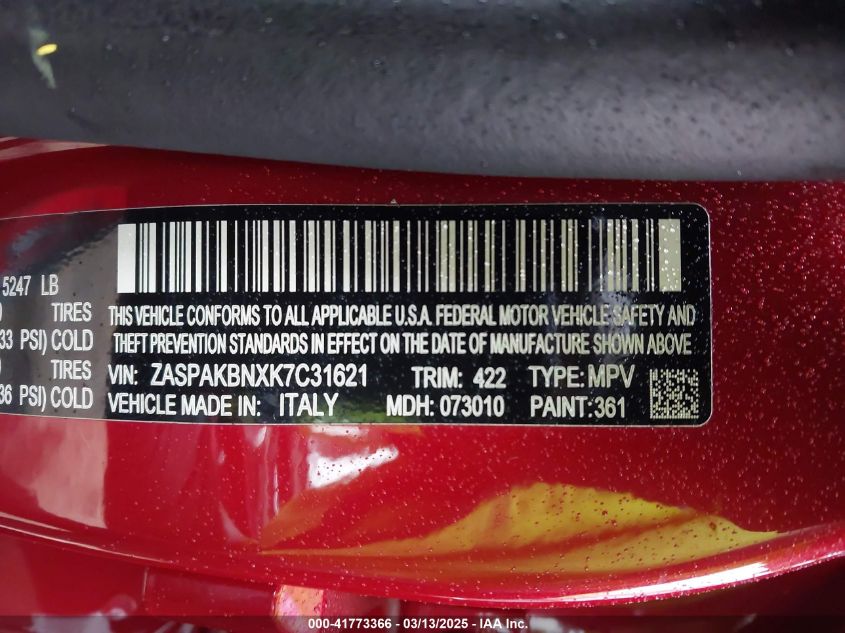 5247 LB
TIRES
33 PSI) COLD
TIRES
36 PSI) COLD
THIS VEHICLE CONFORMS TO ALL APPLICABLE U.S.A. FEDERAL MOTOR VEHICLE SAFETY AND
THEFT PREVENTION STANDARDS IN EFFECT ON THE DATE OF MANUFACTURE SHOWN ABOVE
VIN: ZASPAKBNXK7C31621 TRIM: 422 TYPE: MPV
VEHICLE MADE IN: ITALY MDH: 073010 PAINT:361
000-41773366 - 03/13/2025 - IAA Inc.